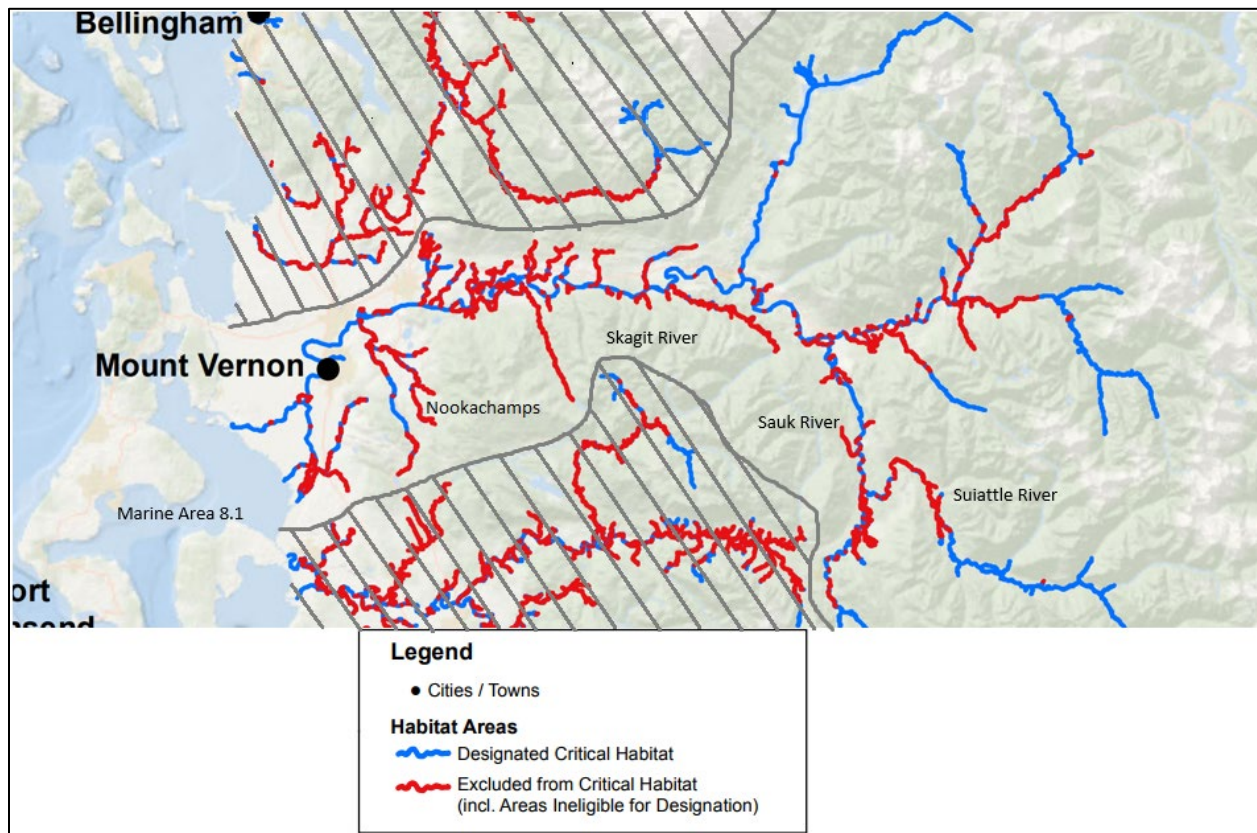 Bellingham
Skagit River
Mount Vernon
Nookachamps
Sauk River
Suiattle River
Marine Area 8.1
ort
Legend
Cities / Towns
Habitat Areas
Designated Critical Habitat
Excluded from Critical Habitat
(incl. Areas Ineligible for Designation)